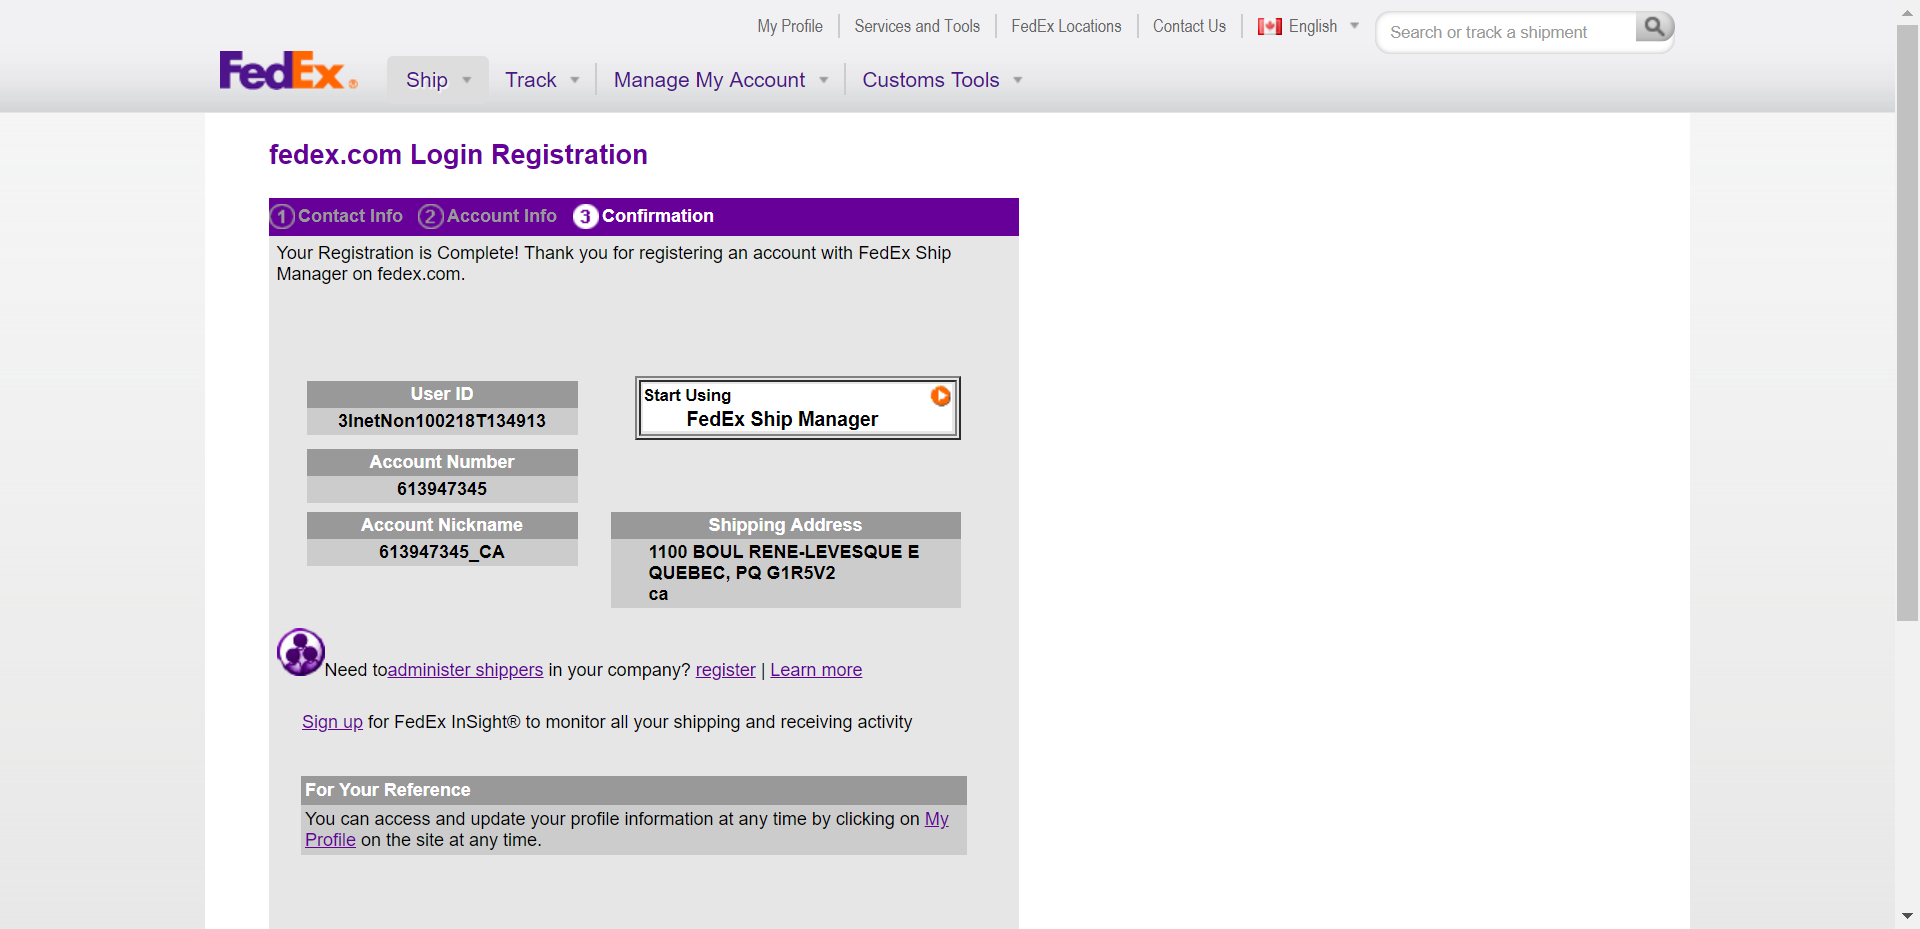 My Profile
Services and Tools
FedEx Locations
Contact Us
English
Search or track a shipment
FedEx®
Ship
Track
Manage My Account
Customs Tools
fedex.com Login Registration
1 Contact Info 2 Account Info 3 Confirmation
Your Registration is Complete! Thank you for registering an account with FedEx Ship
Manager on fedex.com.
User ID
3InetNon100218T134913
Start Using
FedEx Ship Manager
Account Number
613947345
Account Nickname
613947345_CA
Shipping Address
1100 BOUL RENE-LEVESQUE E
QUEBEC, PQ G1R5V2
ca
Need toadminister shippers in your company? register | Learn more
Sign up for FedEx InSight® to monitor all your shipping and receiving activity
For Your Reference
You can access and update your profile information at any time by clicking on My
Profile on the site at any time.